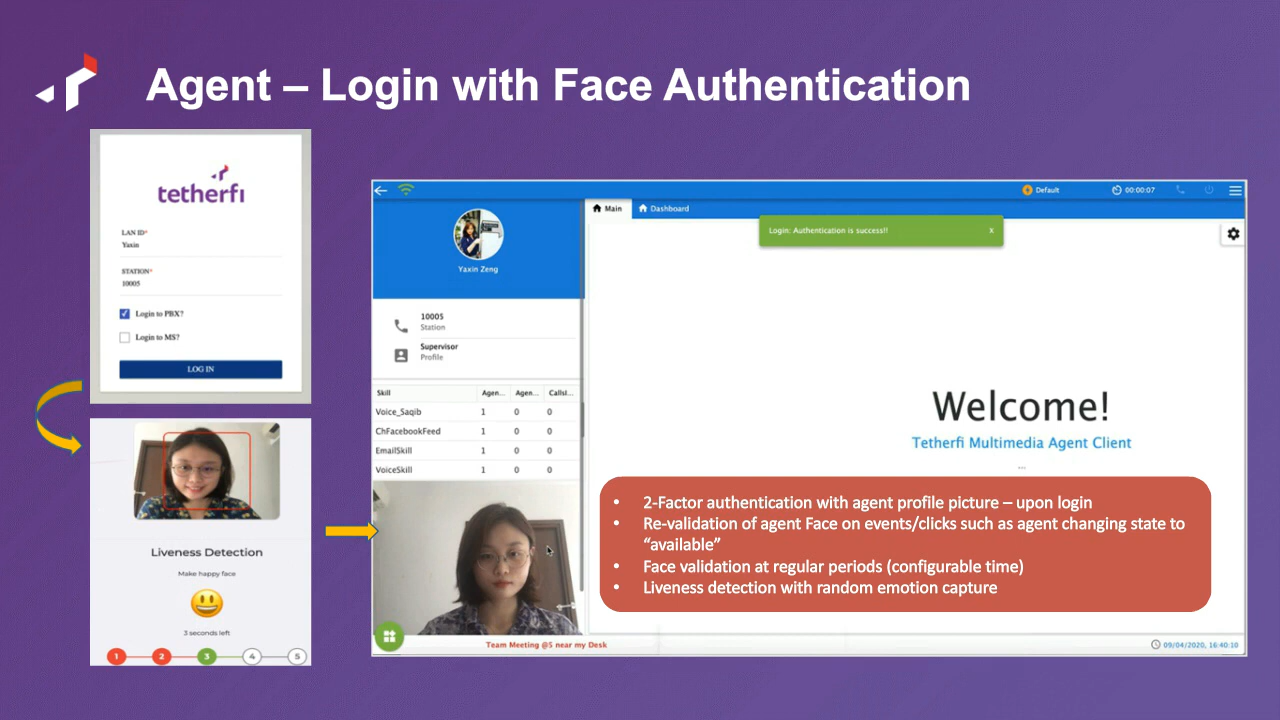 Agent – Login with Face Authentication
tetherfi
LAN ID*
Yaxin
STATION*
10005
Login to PBX?
Login to MS?
LOG IN
Liveness Detection
Make happy face
3 seconds left
1 2 3 4 5
Default
00:00:07
Main
Dashboard
Login: Authentication is success!!
x
Yaxin Zeng
10005
Station
Supervisor
Profile
Skill Agen... Agen... CallsI...
Voice_Saqib 1 0 0
ChFacebookFeed 1 0 0
EmailSkill 1 0 0
VoiceSkill 1 0 0
Welcome!
Tetherfi Multimedia Agent Client
...
• 2-Factor authentication with agent profile picture – upon login
• Re-validation of agent Face on events/clicks such as agent changing state to
“available”
• Face validation at regular periods (configurable time)
• Liveness detection with random emotion capture
Team Meeting @5 near my Desk
09/04/2020, 16:40:10